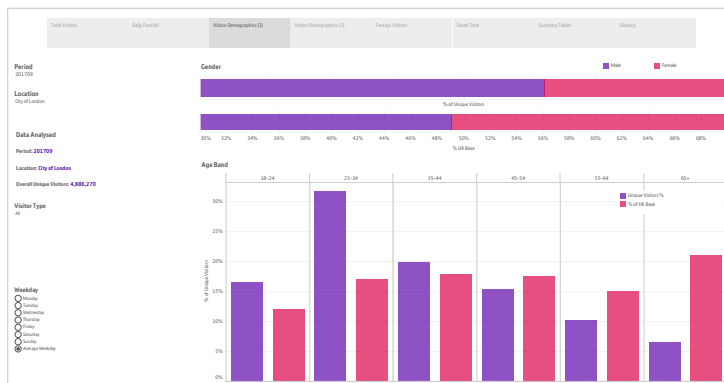 Total Visitors
Daily Footfall
Visitor Demographics (1)
Visitor Demographics (2)
Foreign Visitors
Dwell Time
Summary Tables
Glossary
Period
201709
Location
City of London
Data Analysed
Period: 201709
Location: City of London
Overall Unique Visitors: 4,886,270
Visitor Type
All
Weekday
Monday
Tuesday
Wednesday
Thursday
Friday
Saturday
Sunday
Average Weekday
Gender
Male
Female
% of Unique Visitors
30% 32% 34% 36% 38% 40% 42% 44% 46% 48% 50% 52% 54% 56% 58% 60% 62% 64% 66% 68%
% UK Base
Age Band
18-24 25-34 35-44 45-54 55-64 65+
Unique Visitors %
% of UK Base
% of Unique Visitors
30%
25%
20%
15%
10%
5%
0%